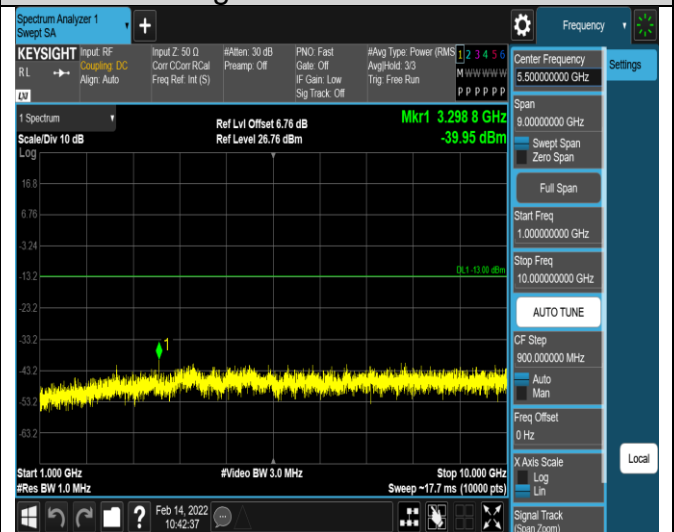 Spectrum Analyzer 1
Swept SA
+
Frequency
KEYSIGHT
RL
LXI
Input: RF
Coupling: DC
Align: Auto
Input Z: 50 Ω
Corr CCorr RCal
Freq Ref: Int (S)
#Atten: 30 dB
Preamp: Off
PNO: Fast
Gate: Off
IF Gain: Low
Sig Track: Off
#Avg Type: Power (RMS
Avg|Hold: 3/3
Trig: Free Run
1 2 3 4 5 6
M W W W W W
P P P P P P
1 Spectrum
Scale/Div 10 dB
Log
Ref Lvl Offset 6.76 dB
Ref Level 26.76 dBm
Mkr1 3.298 8 GHz
-39.95 dBm
16.8
6.76
-3.24
-13.2
DL1 -13.00 dBm
-23.2
-33.2
1
-43.2
-53.2
-63.2
Start 1.000 GHz
#Res BW 1.0 MHz
#Video BW 3.0 MHz
Stop 10.000 GHz
Sweep ~17.7 ms (10000 pts)
?
Feb 14, 2022
10:42:37
Center Frequency
5.500000000 GHz
Settings
Span
9.00000000 GHz
Swept Span
Zero Span
Full Span
Start Freq
1.000000000 GHz
Stop Freq
10.000000000 GHz
AUTO TUNE
CF Step
900.000000 MHz
Auto
Man
Freq Offset
0 Hz
X Axis Scale
Log
Lin
Local
Signal Track
(Span Zoom)